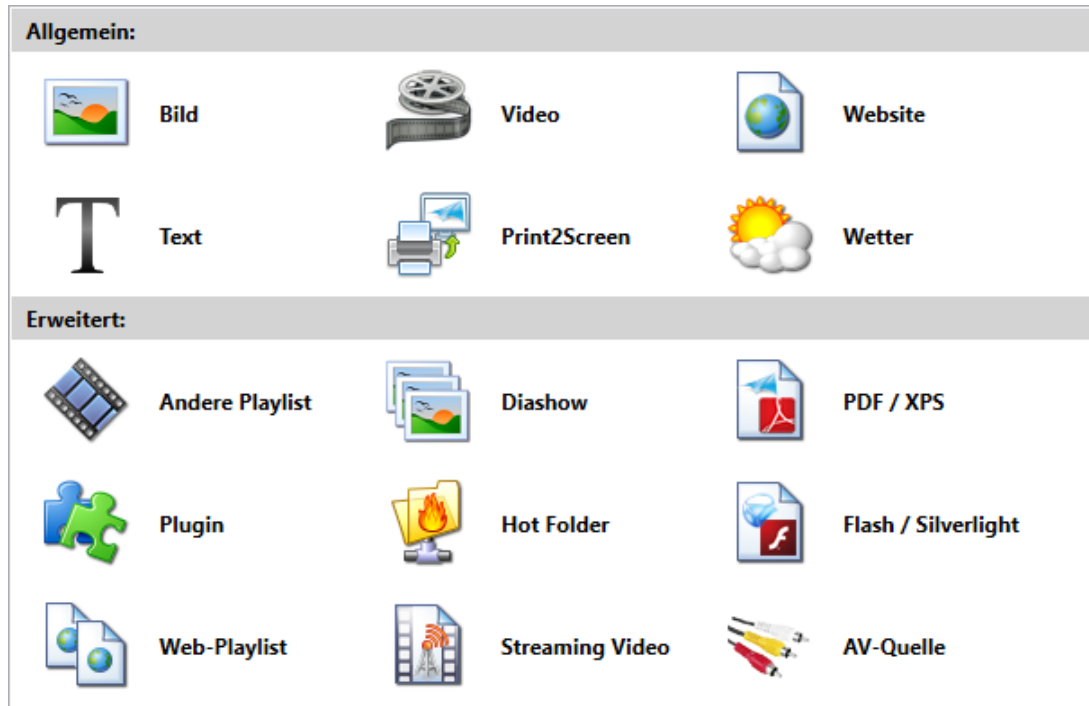 Allgemein:
Bild
Video
Website
Text
Print2Screen
Wetter
Erweitert:
Andere Playlist
Diashow
PDF / XPS
Plugin
Hot Folder
Flash / Silverlight
Web-Playlist
Streaming Video
AV-Quelle